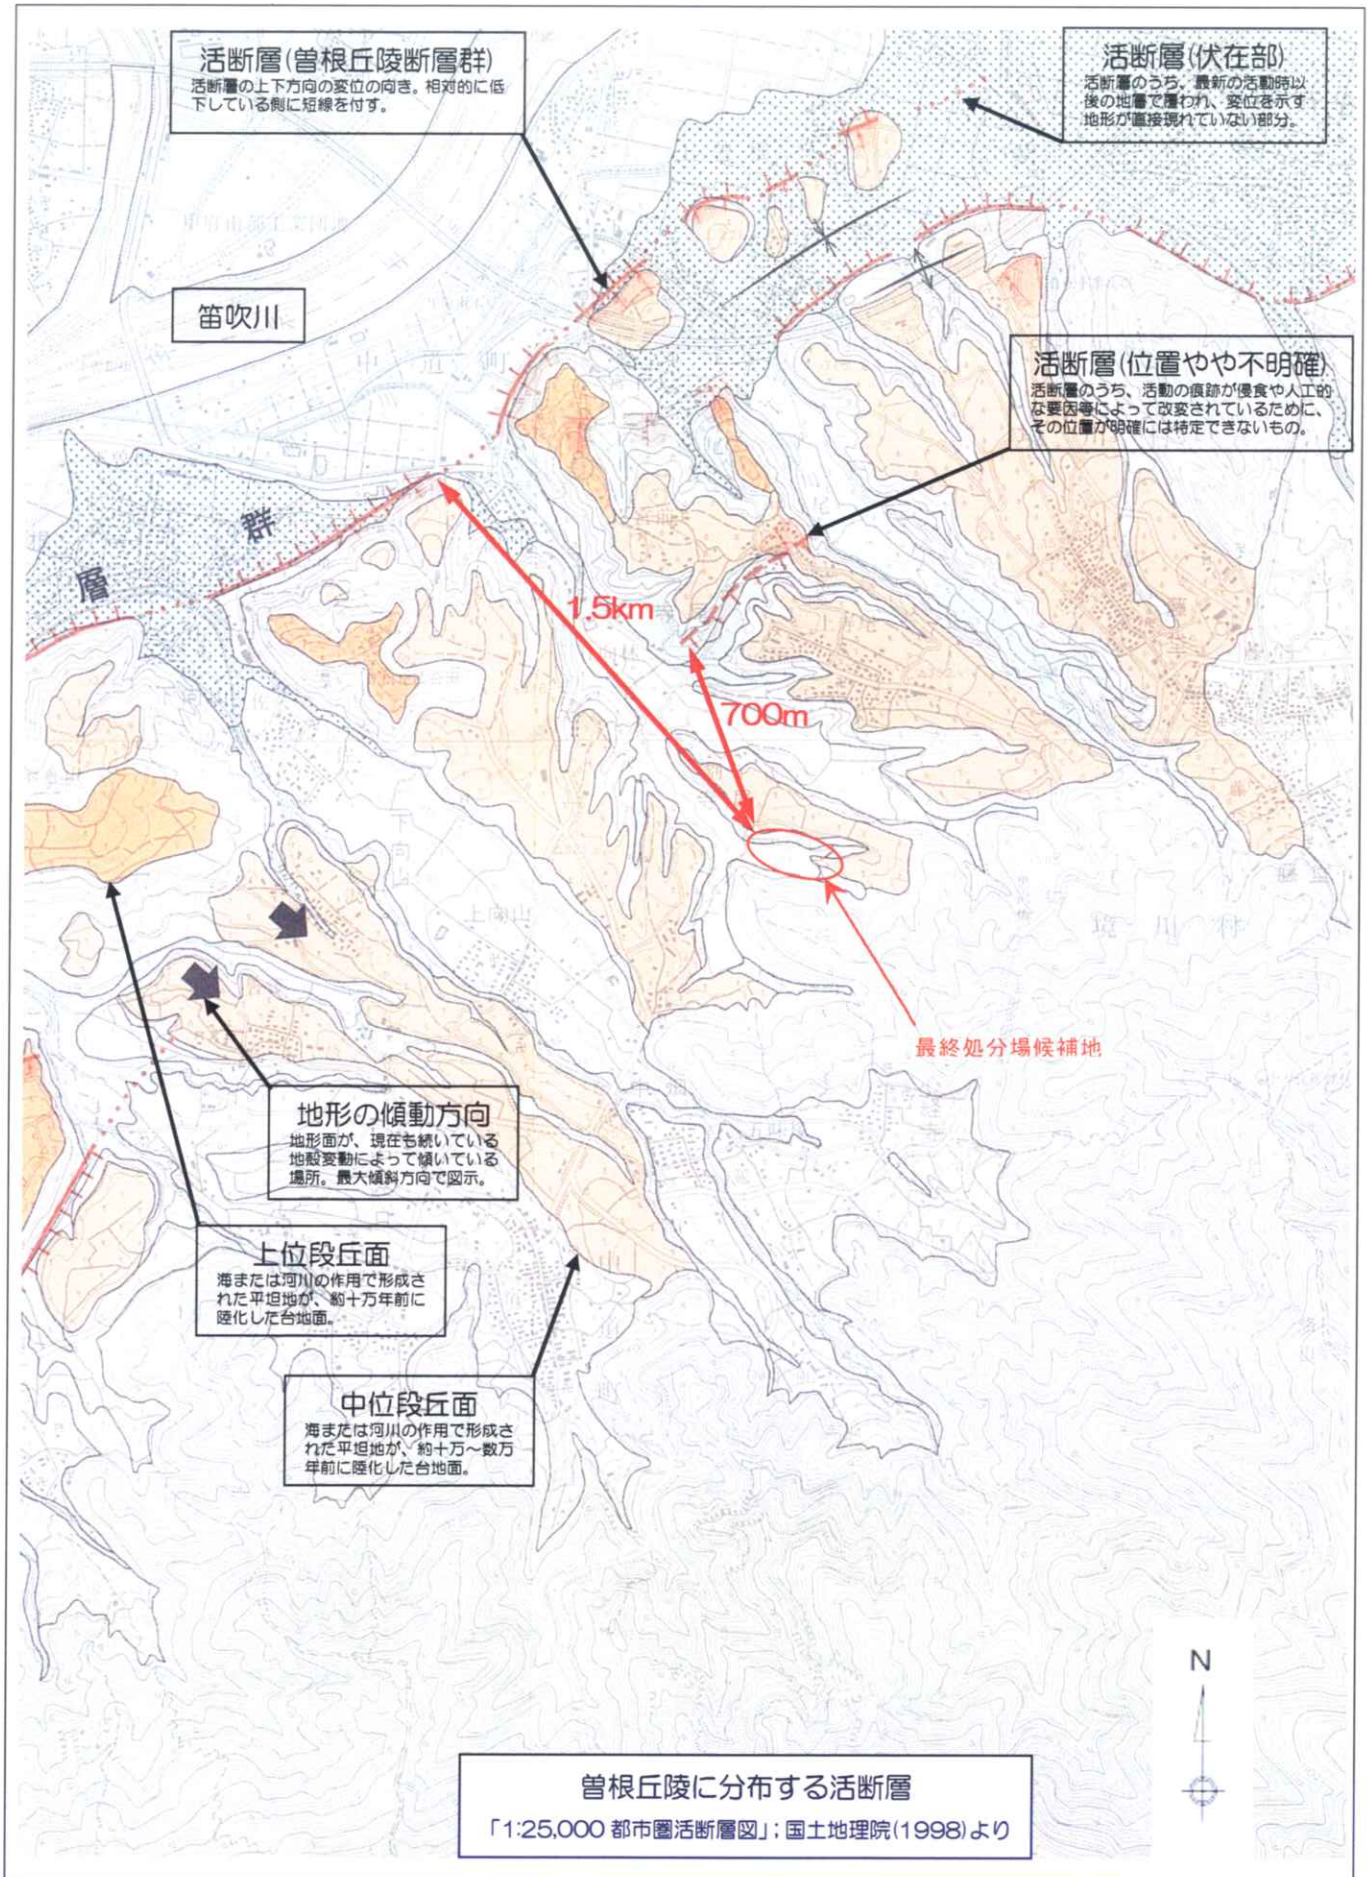 活断層(曽根丘陵断層群)
活断層の上下方向の変位の向き。相対的に低
下している側に短線を付す。
活断層(伏在部)
活断層のうち、最新の活動時以
後の地層で覆われ、変位を示す
地形が直接現れていない部分。
笛吹川
中道町
活断層(位置やや不明確)
活断層のうち、活動の痕跡が侵食や人工的
な要因等によって改変されているために、
その位置が明確には特定できないもの。
群
層
1.5km
700m
上向山
境川村
最終処分場候補地
地形の傾動方向
地形面が、現在も続いている
地殻変動によって傾いている
場所。最大傾斜方向で図示。
上位段丘面
海または河川の作用で形成さ
れた平坦地が、約十万年前に
陸化した台地面。
中位段丘面
海または河川の作用で形成さ
れた平坦地が、約十万～数万
年前に陸化した台地面。
N
曽根丘陵に分布する活断層
「1:25,000 都市圏活断層図」; 国土地理院(1998)より